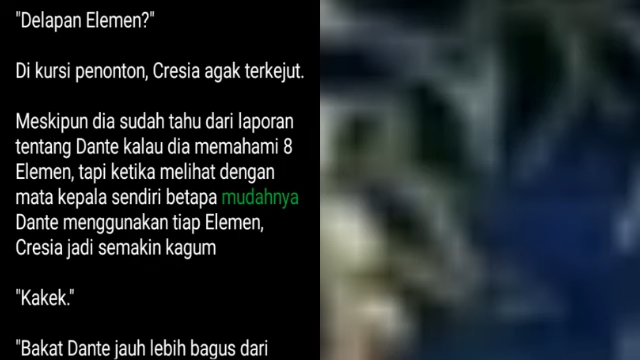 "Delapan Elemen?"
Di kursi penonton, Cresia agak terkejut.
Meskipun dia sudah tahu dari laporan
tentang Dante kalau dia memahami 8
Elemen, tapi ketika melihat dengan
mata kepala sendiri betapa mudahnya
Dante menggunakan tiap Elemen,
Cresia jadi semakin kagum
"Kakek."
"Bakat Dante jauh lebih bagus dari